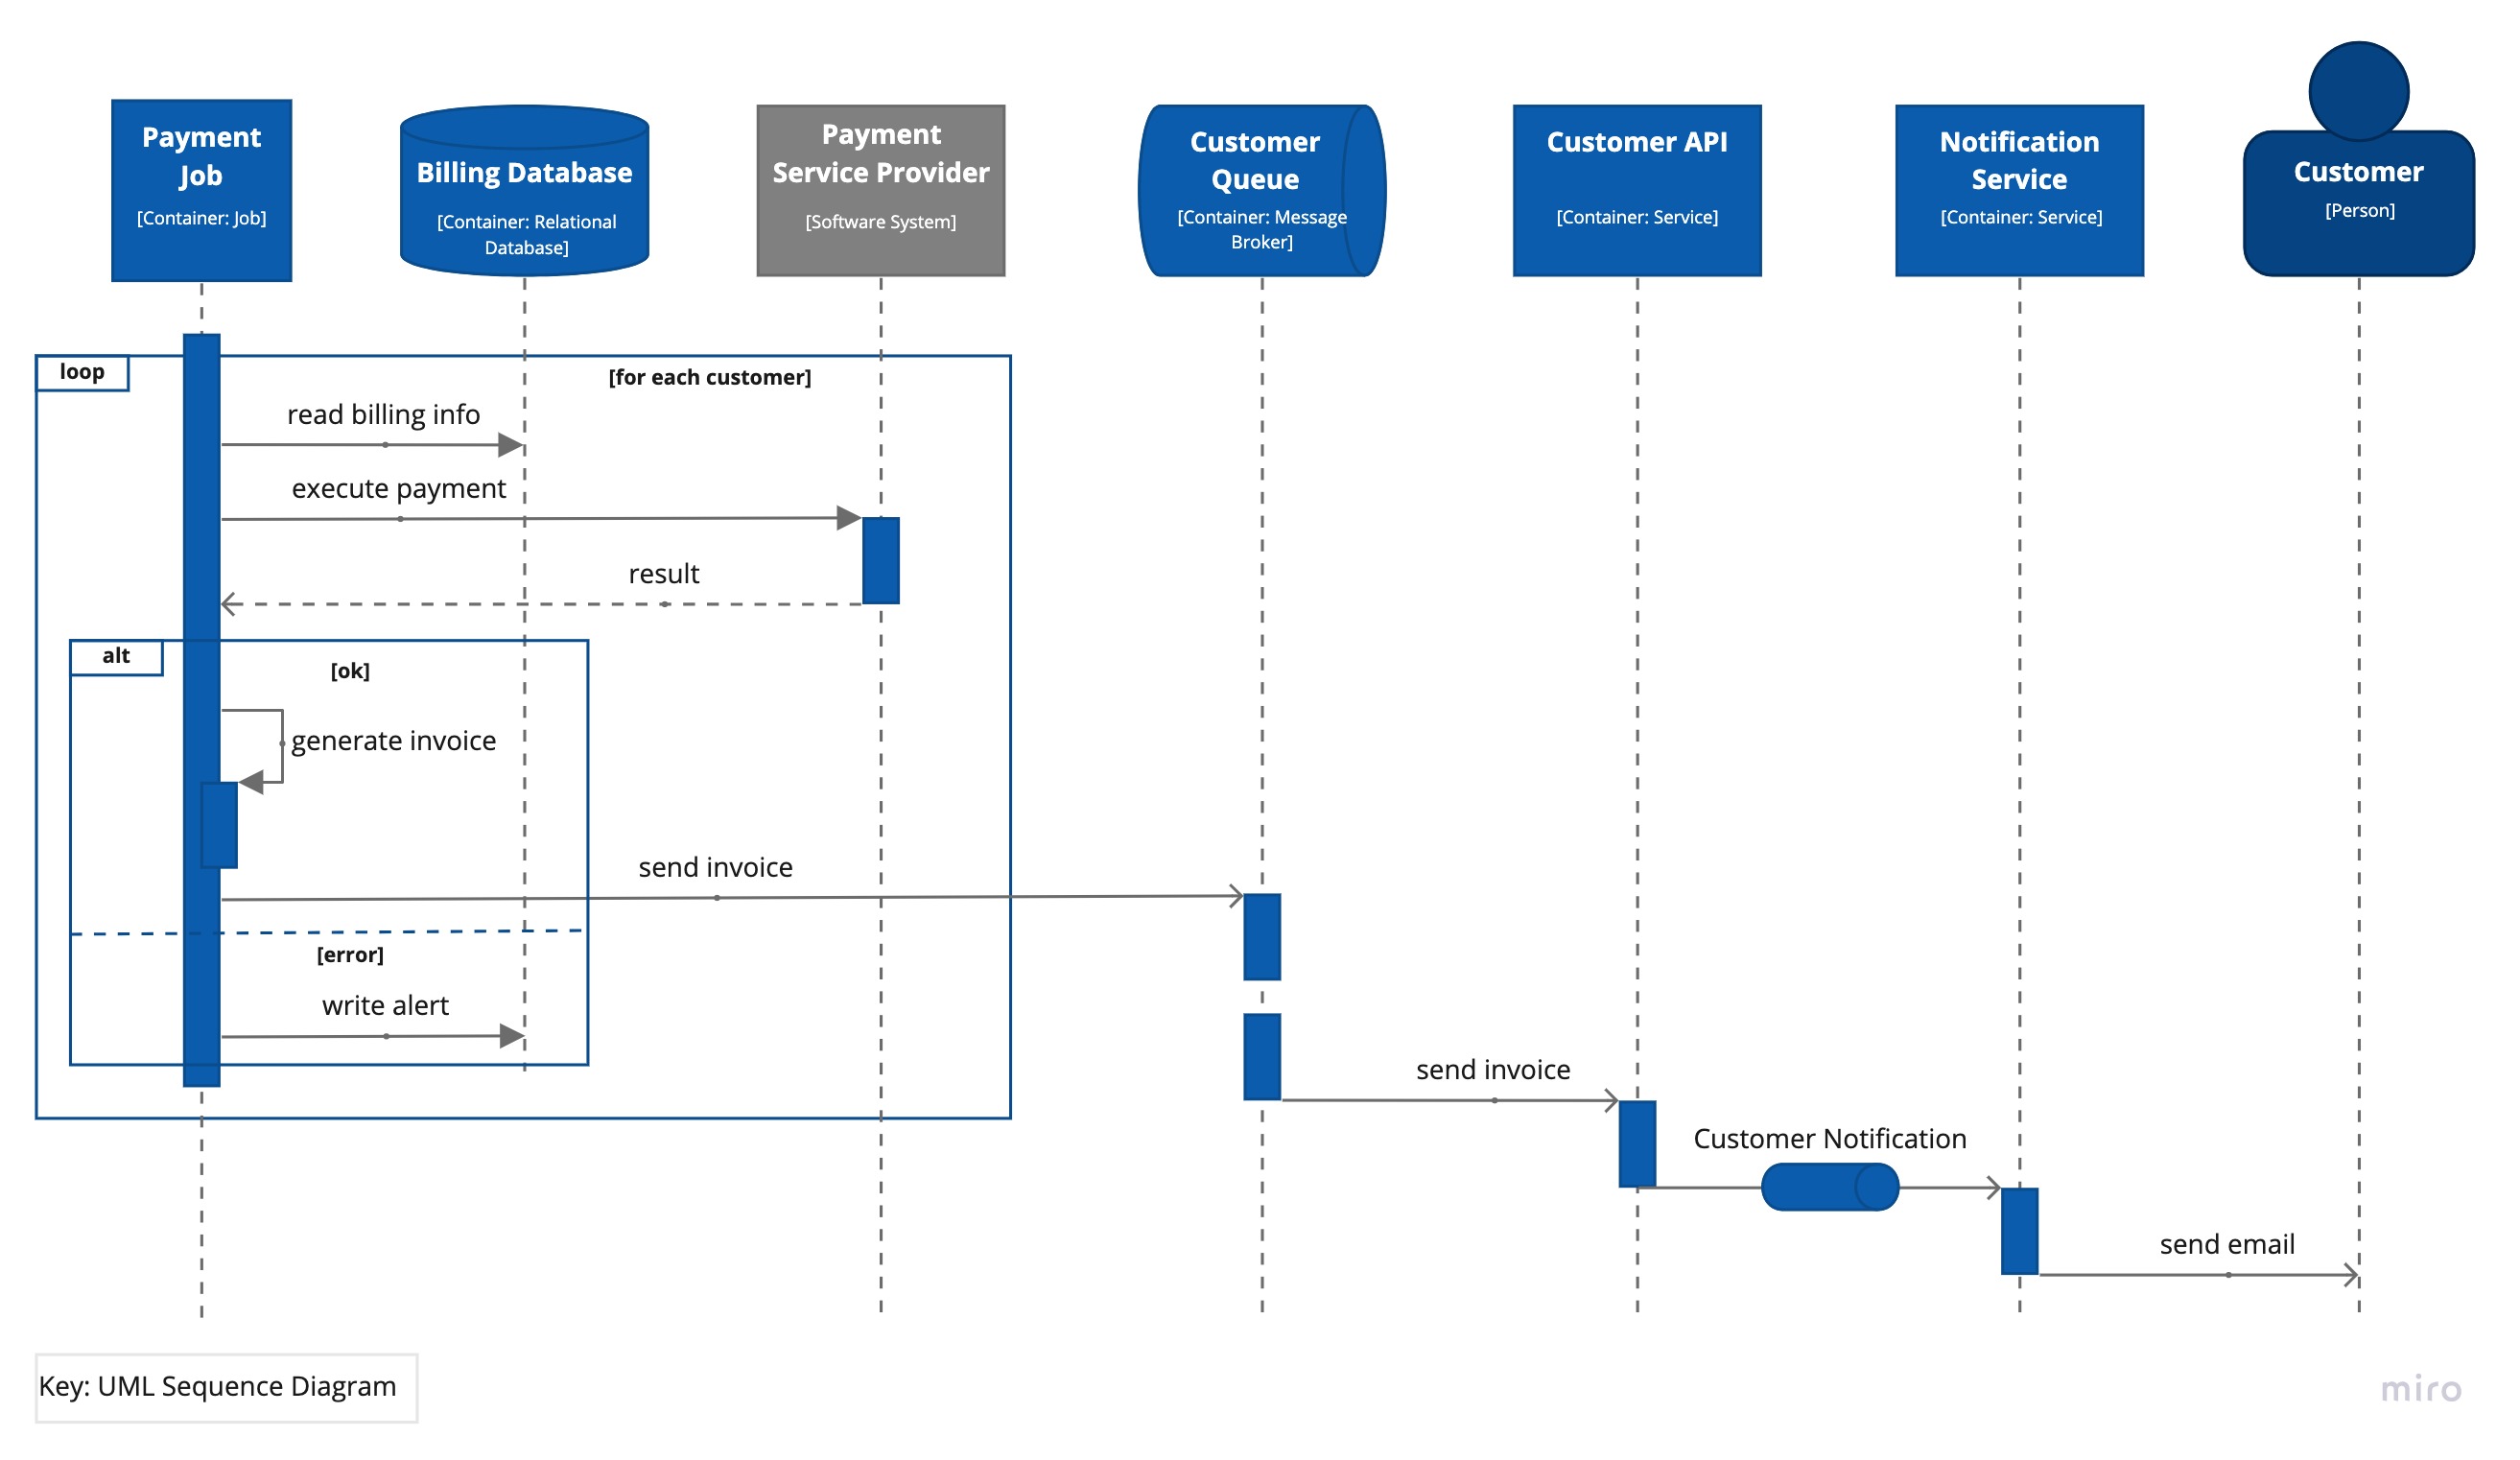 Payment
Job
[Container: Job]
Billing Database
[Container: Relational
Database]
Payment
Service Provider
[Software System]
Customer
Queue
[Container: Message
Broker]
Customer API
[Container: Service]
Notification
Service
[Container: Service]
Customer
[Person]
loop
[for each customer]
read billing info
execute payment
result
alt
[ok]
generate invoice
send invoice
[error]
write alert
send invoice
Customer Notification
send email
Key: UML Sequence Diagram
miro